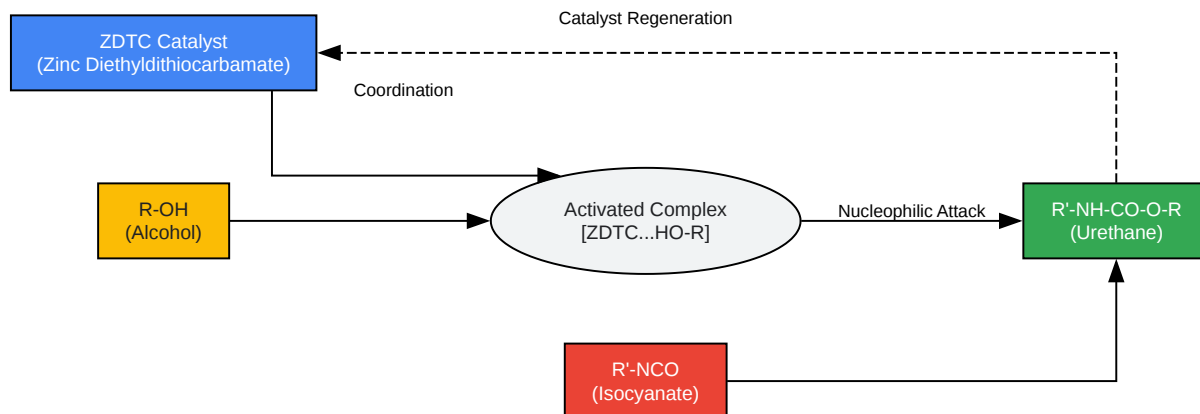 Catalyst Regeneration
ZDTC Catalyst
(Zinc Diethyldithiocarbamate)
Coordination
R-OH
(Alcohol)
Activated Complex
[ZDTC...HO-R]
Nucleophilic Attack
R'-NH-CO-O-R
(Urethane)
R'-NCO
(Isocyanate)